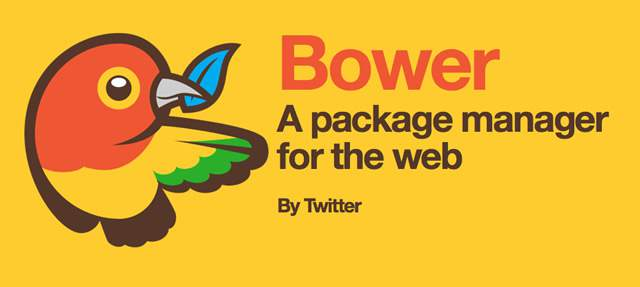 Bower
A package manager
for the web
By Twitter